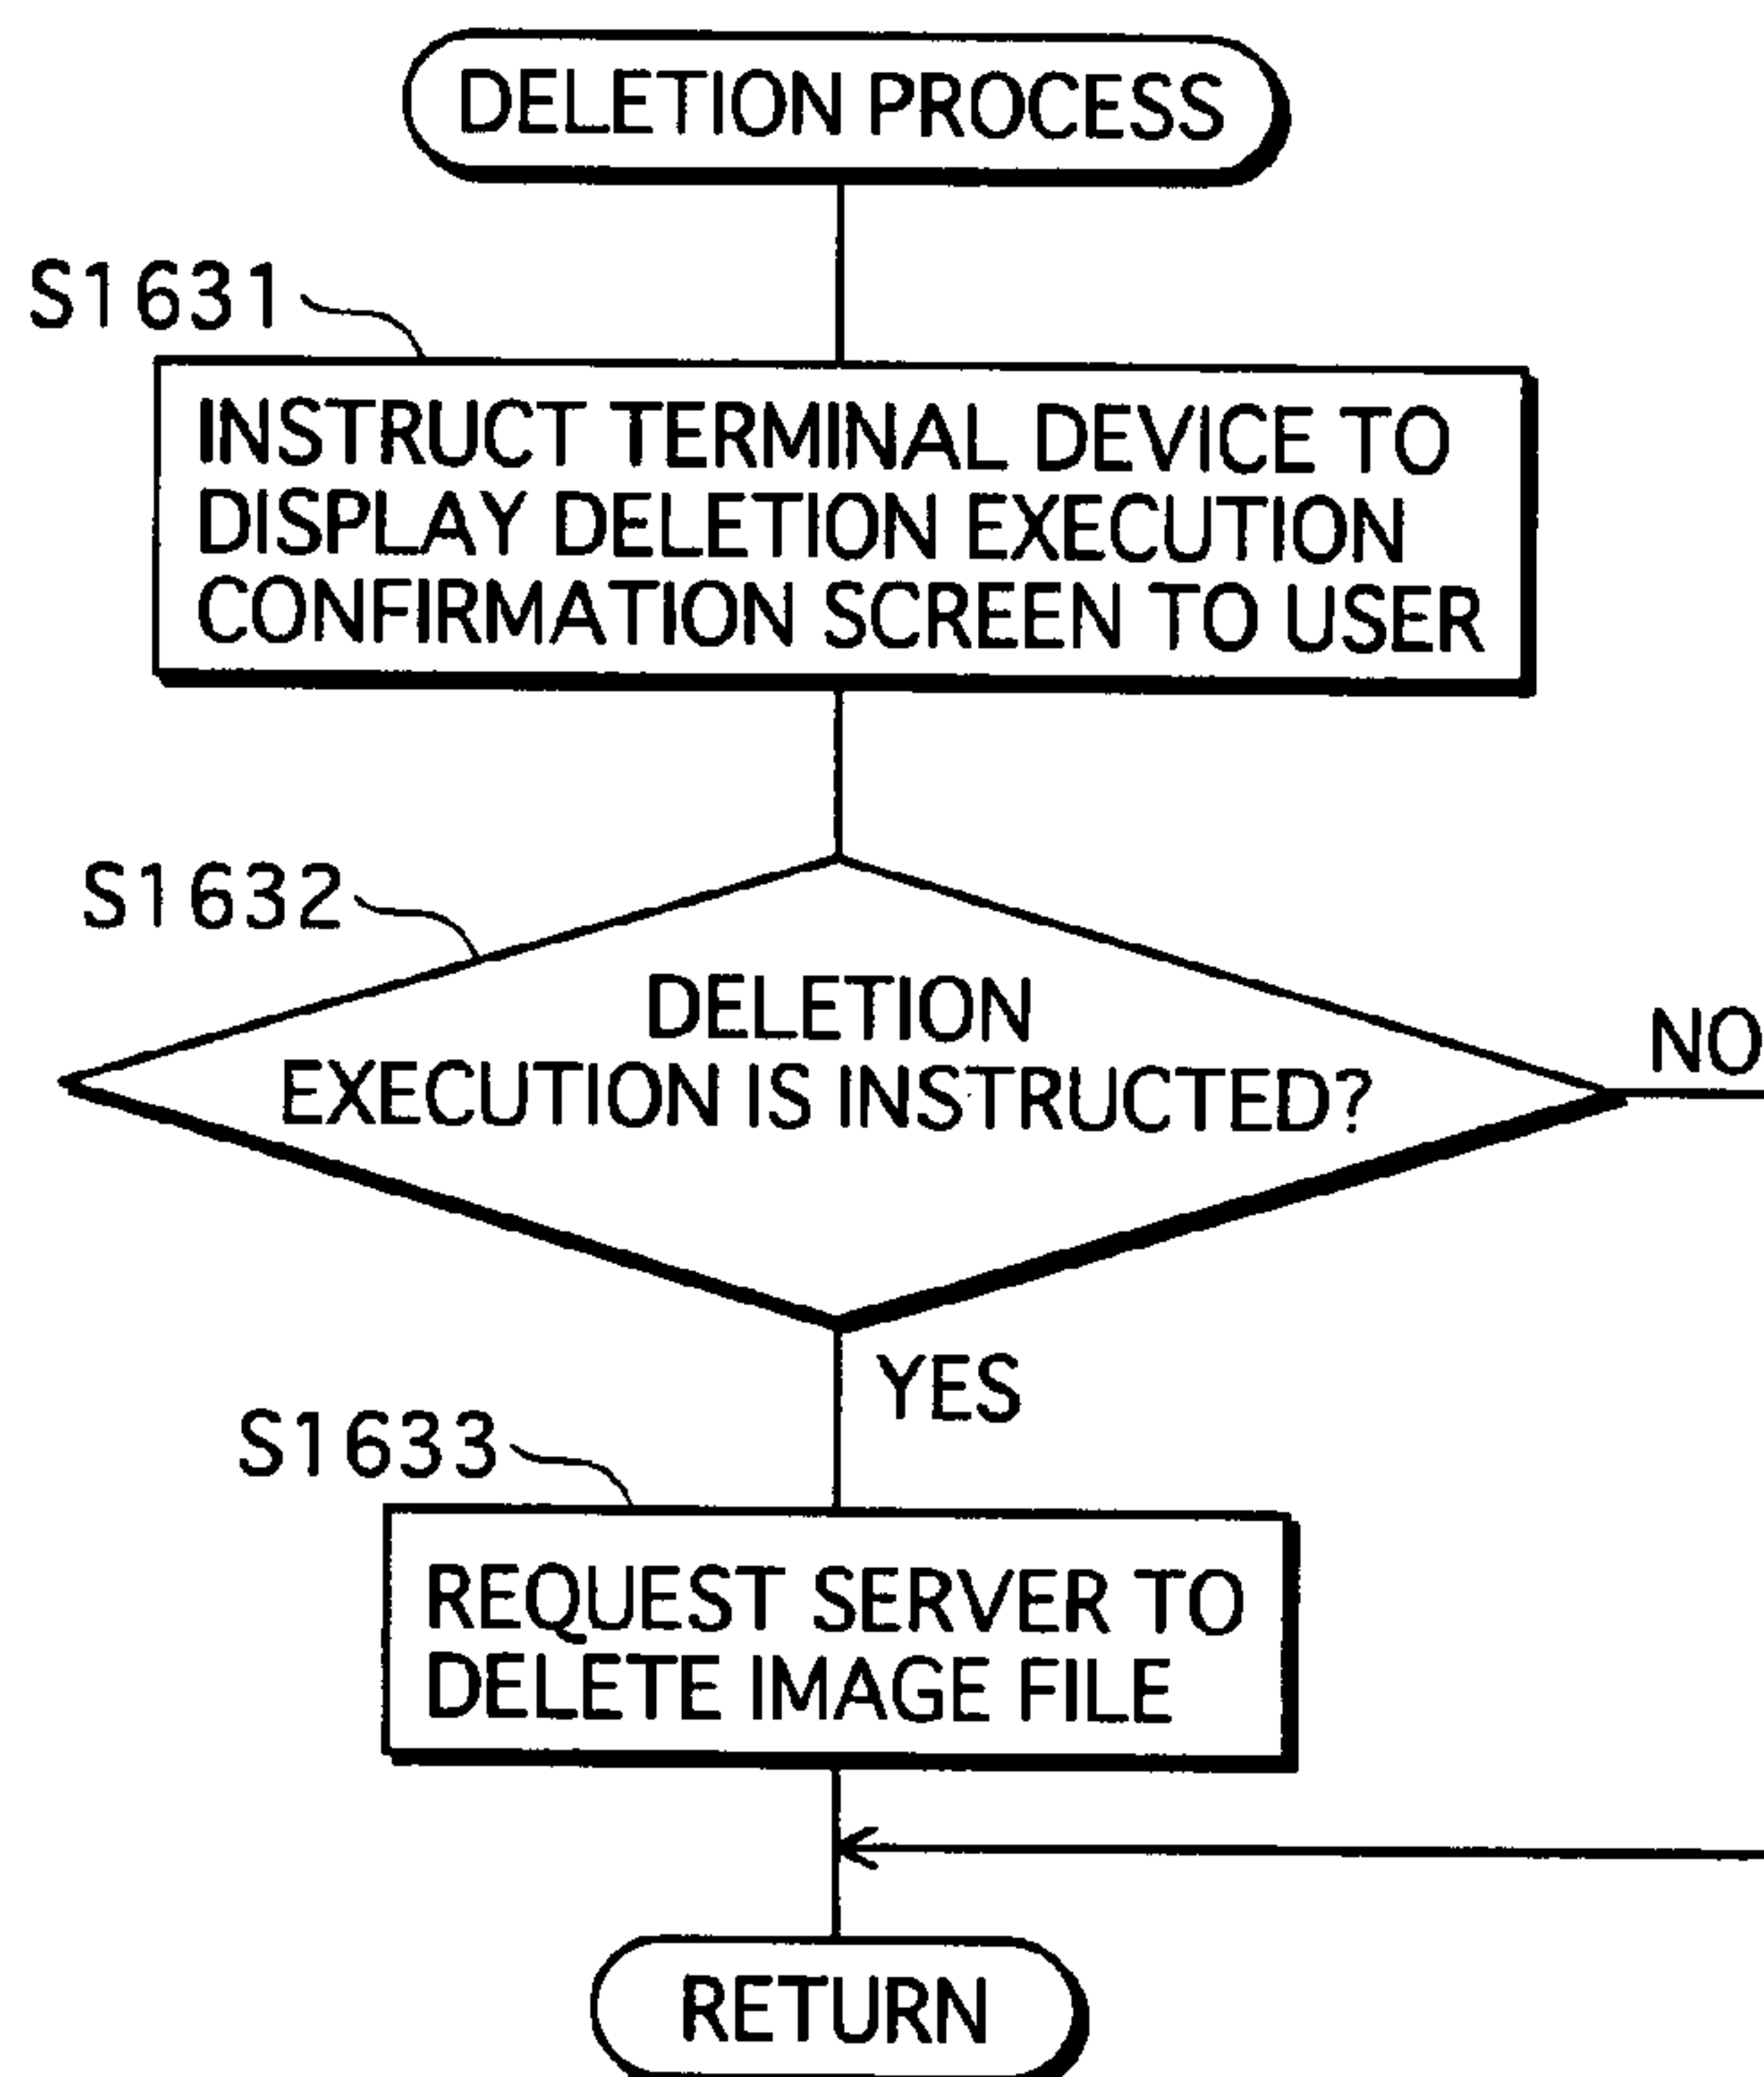 DELETION PROCESS
S1631
INSTRUCT TERMINAL DEVICE TO
DISPLAY DELETION EXECUTION
CONFIRMATION SCREEN TO USER
S1632
DELETION
EXECUTION IS INSTRUCTED?
NO
YES
S1633
REQUEST SERVER TO
DELETE IMAGE FILE
RETURN